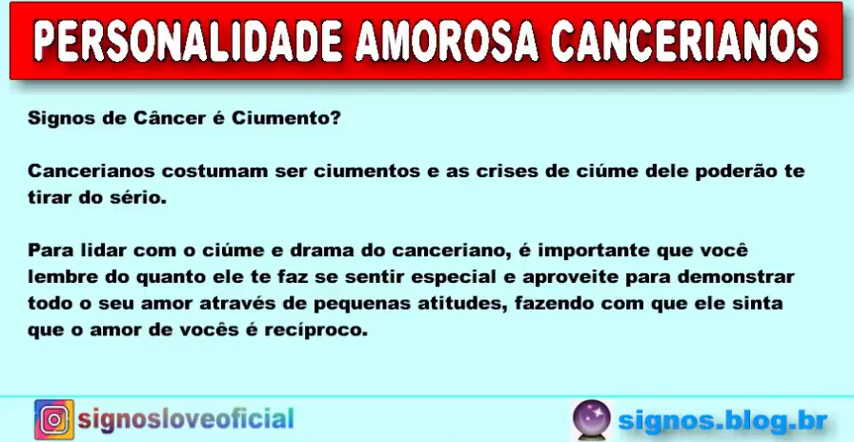 PERSONALIDADE AMOROSA CANCERIANOS
Signos de Câncer é Ciumento?
Cancerianos costumam ser ciumentos e as crises de ciúme dele poderão te
tirar do sério.
Para lidar com o ciúme e drama do canceriano, é importante que você
lembre do quanto ele te faz se sentir especial e aproveite para demonstrar
todo o seu amor através de pequenas atitudes, fazendo com que ele sinta
que o amor de vocês é recíproco.
signosloveoficial
signos.blog.br